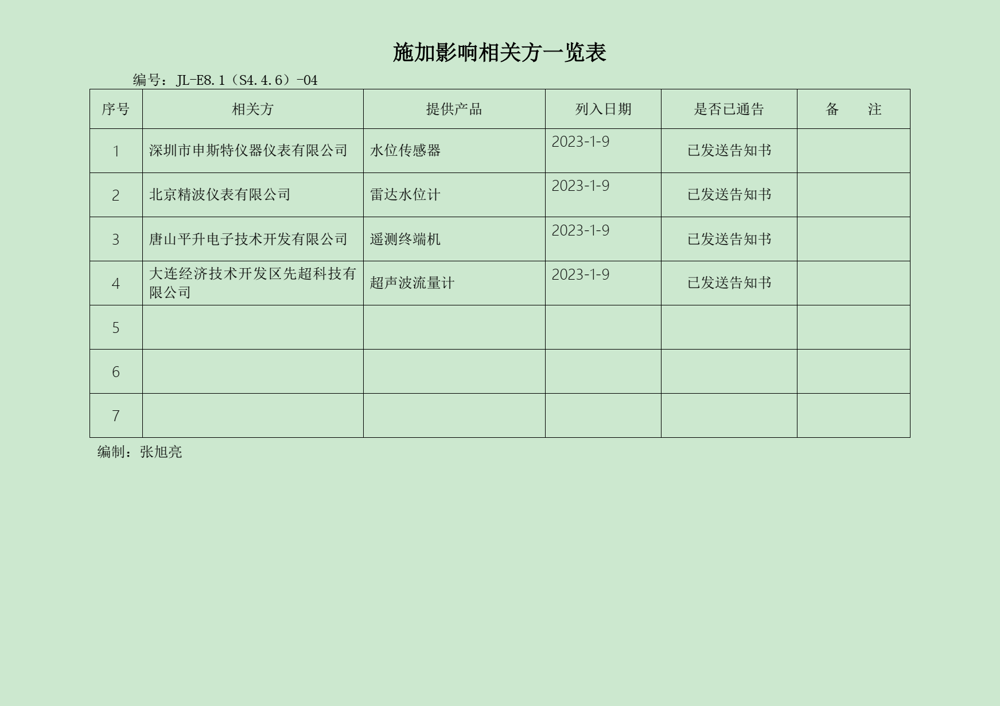 施加影响相关方一览表
编号：JL-E8.1（S4.4.6）-04
序号 相关方 提供产品 列入日期 是否已通告 备 注
1 深圳市申斯特仪器仪表有限公司 水位传感器 2023-1-9 已发送告知书
2 北京精波仪表有限公司 雷达水位计 2023-1-9 已发送告知书
3 唐山平升电子技术开发有限公司 遥测终端机 2023-1-9 已发送告知书
4 大连经济技术开发区先超科技有
限公司 超声波流量计 2023-1-9 已发送告知书
5
6
7
编制：张旭亮